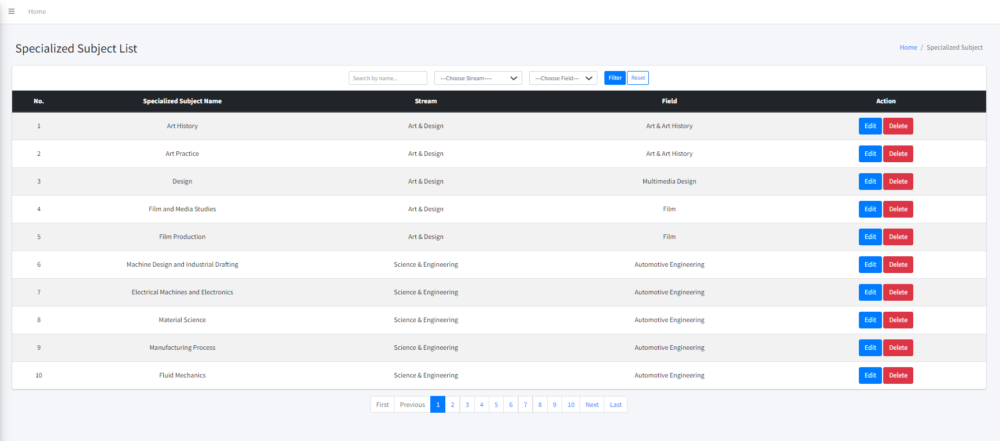 Home
Specialized Subject List
Home / Specialized Subject
Search by name... ---Choose Stream---- ---Choose Field--- Filter Reset
No. Specialized Subject Name Stream Field Action
1 Art History Art & Design Art & Art History Edit Delete
2 Art Practice Art & Design Art & Art History Edit Delete
3 Design Art & Design Multimedia Design Edit Delete
4 Film and Media Studies Art & Design Film Edit Delete
5 Film Production Art & Design Film Edit Delete
6 Machine Design and Industrial Drafting Science & Engineering Automotive Engineering Edit Delete
7 Electrical Machines and Electronics Science & Engineering Automotive Engineering Edit Delete
8 Material Science Science & Engineering Automotive Engineering Edit Delete
9 Manufacturing Process Science & Engineering Automotive Engineering Edit Delete
10 Fluid Mechanics Science & Engineering Automotive Engineering Edit Delete
First Previous 1 2 3 4 5 6 7 8 9 10 Next Last